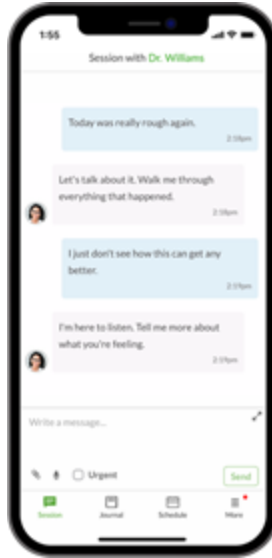 1:55
Session with Dr. Williams
Today was really rough again.
2:18pm
Let's talk about it. Walk me through
everything that happened.
2:18pm
I just don't see how this can get any
better.
2:19pm
I'm here to listen. Tell me more about
what you're feeling.
2:19pm
Write a message...
Urgent
Send
Session
Journal
Schedule
More